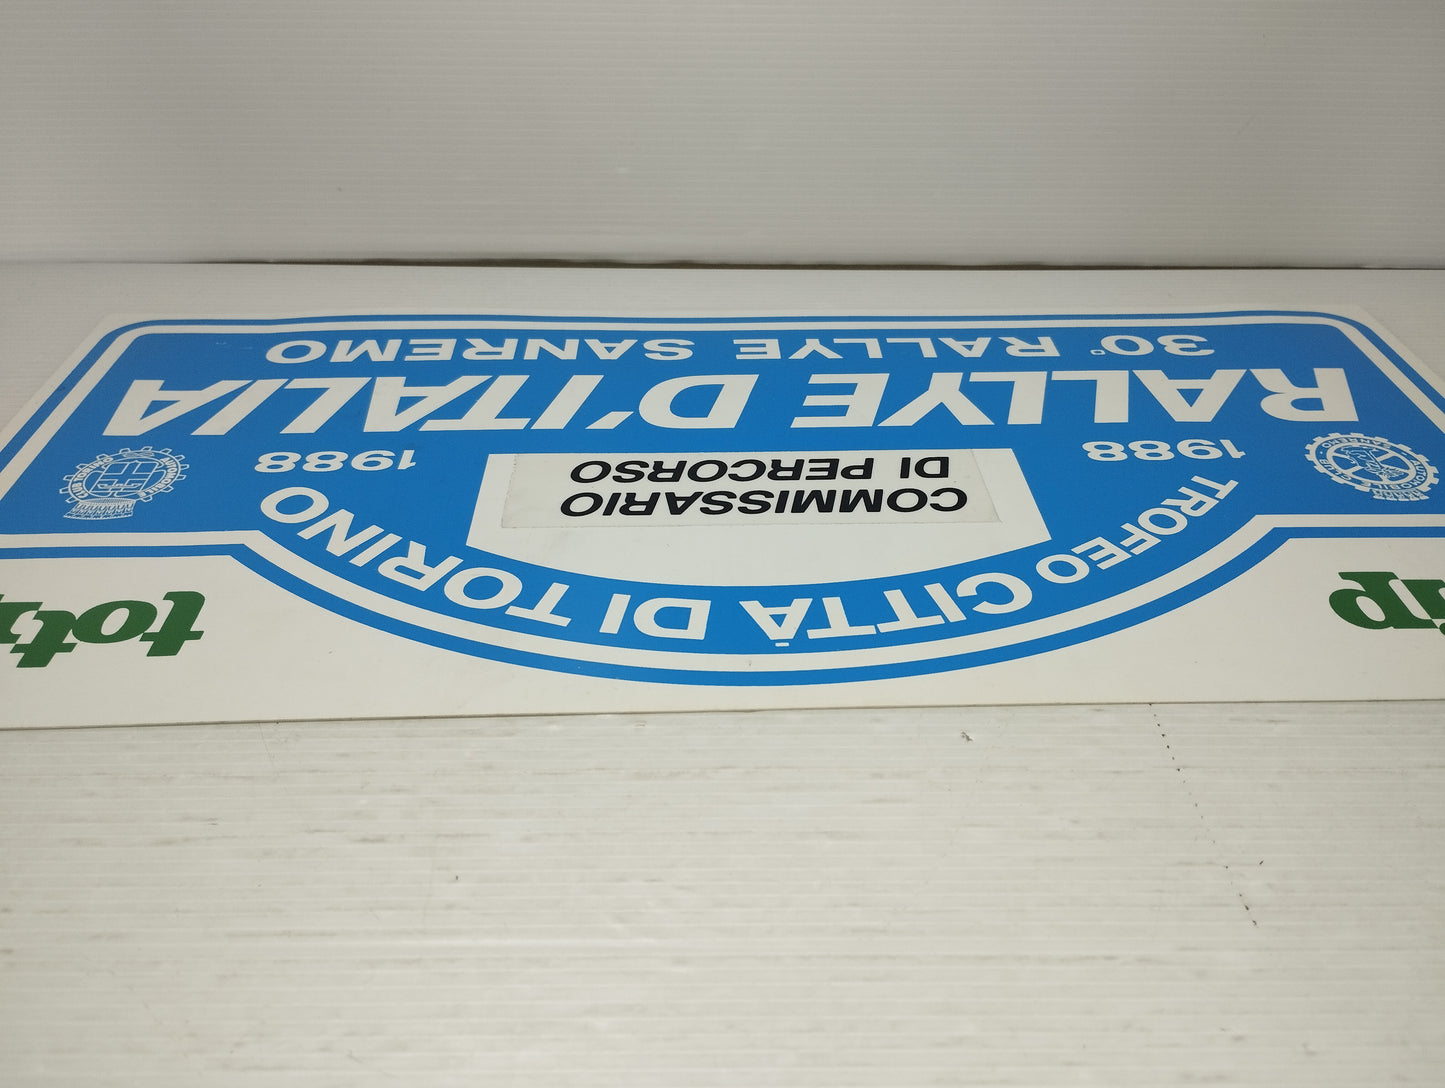 TROFEO CITTÀ DI TORINO
COMMISSARIO
DI PERCORSO
1988 1988
RALLYE D'ITALIA
30° RALLYE SANREMO